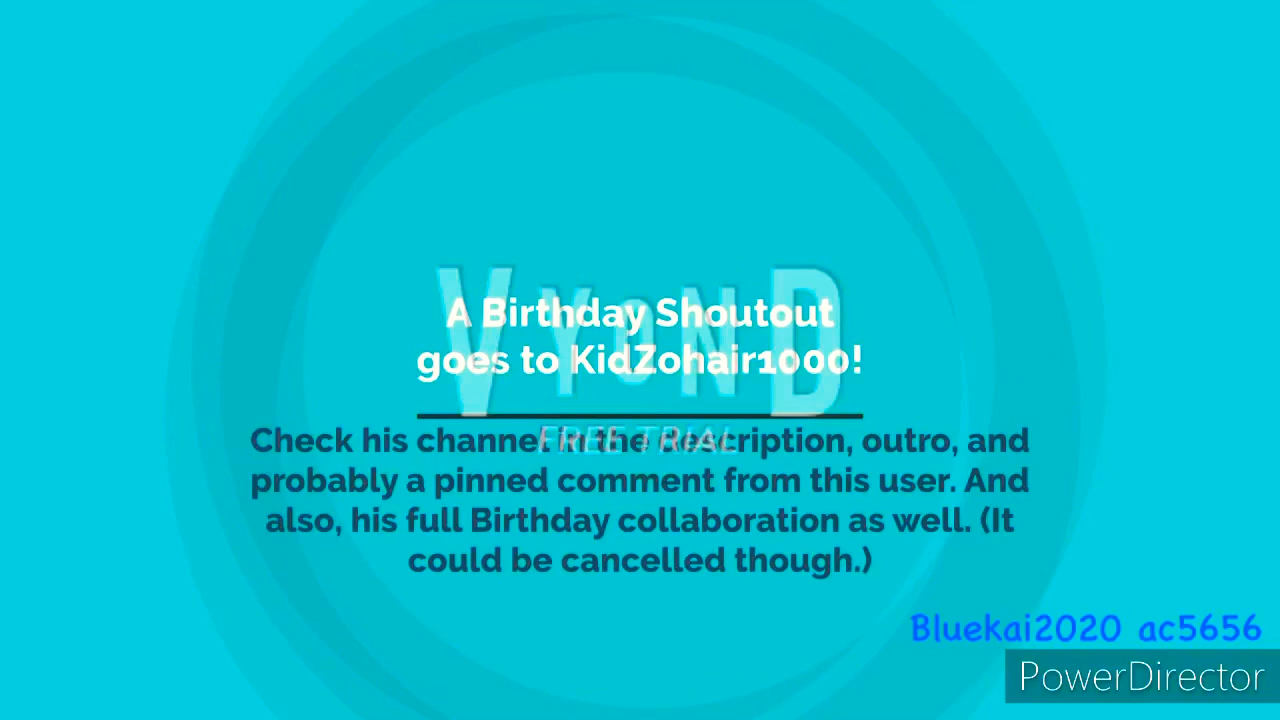 A Birthday Shoutout
goes to KidZohair1000!
VYOND
FREE TRIAL
Check his channel in the description, outro, and
probably a pinned comment from this user. And
also, his full Birthday collaboration as well. (It
could be cancelled though.)
Bluekai2020 ac5656
PowerDirector